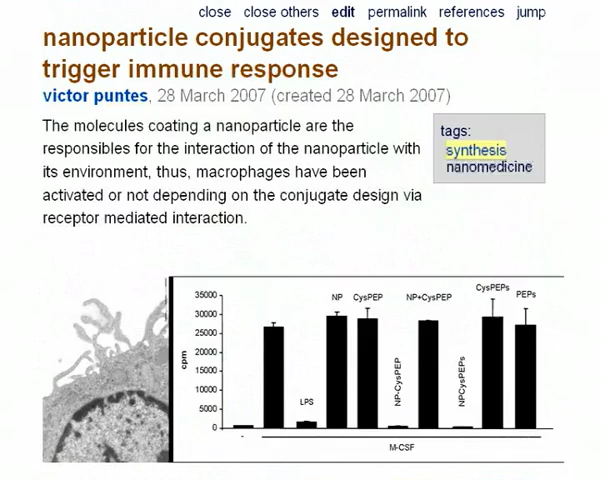 close close others edit permalink references jump
nanoparticle conjugates designed to
trigger immune response
victor puntes, 28 March 2007 (created 28 March 2007)
The molecules coating a nanoparticle are the
responsibles for the interaction of the nanoparticle with
its environment, thus, macrophages have been
activated or not depending on the conjugate design via
receptor mediated interaction.
tags:
synthesis
nanomedicine
35000
30000
25000
20000
15000
10000
5000
0
cpm
-
LPS
NP
CysPEP
NP-CysPEP
NP+CysPEP
NPCysPEPs
CysPEPs
PEPs
M-CSF